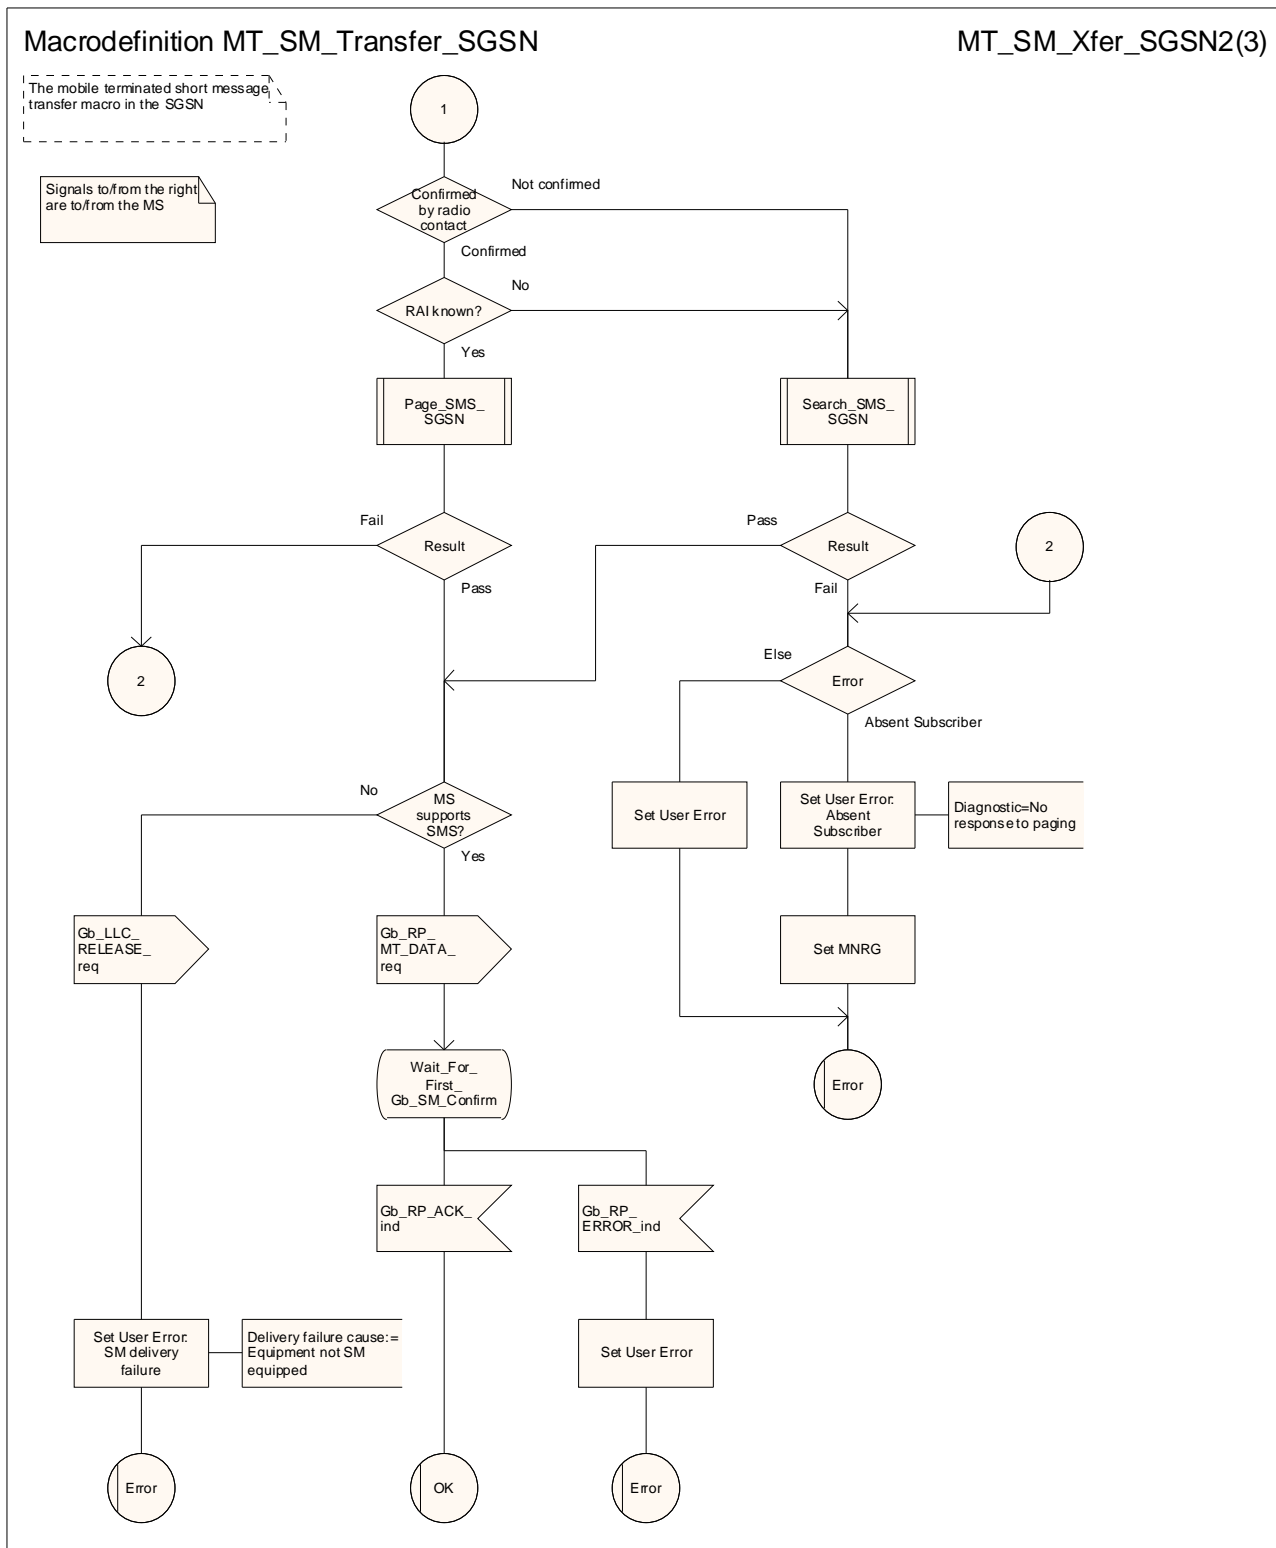 Macrodefinition MT_SM_Transfer_SGSN
MT_SM_Xfer_SGSN2(3)
The mobile terminated short message
transfer macro in the SGSN
1
Signals to/from the right
are to/from the MS
Confirmed
by radio
contact
Not confirmed
Confirmed
RAI known?
No
Yes
Page_SMS_
SGSN
Search_SMS_
SGSN
Fail
Result
Pass
Pass
Result
Fail
2
2
Else
Error
Absent Subscriber
No
MS
supports
SMS?
Yes
Set User Error
Set User Error:
Absent
Subscriber
Diagnostic=No
response to paging
Gb_LLC_
RELEASE_
req
Gb_RP_
MT_DATA_
req
Set MNRG
Wait_For_
First_
Gb_SM_Confirm
Error
Gb_RP_ACK_
ind
Gb_RP_
ERROR_ind
Set User Error:
SM delivery
failure
Delivery failure cause:=
Equipment not SM
equipped
Set User Error
Error
OK
Error